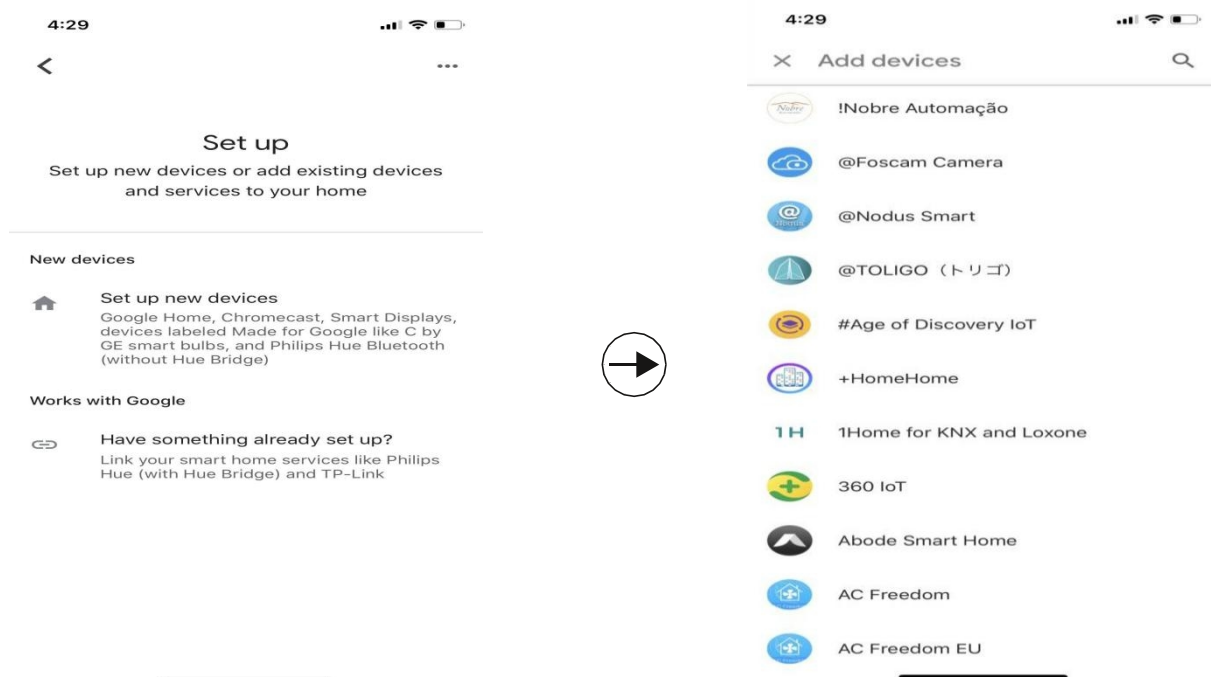 4:29
Set up
Set up new devices or add existing devices
and services to your home
New devices
Set up new devices
Google Home, Chromecast, Smart Displays,
devices labeled Made for Google like C by
GE smart bulbs, and Philips Hue Bluetooth
(without Hue Bridge)
Works with Google
Have something already set up?
Link your smart home services like Philips
Hue (with Hue Bridge) and TP-Link
4:29
Add devices
Nobre
!Nobre Automação
@Foscam Camera
@
@Nodus Smart
@TOLIGO（トリゴ）
#Age of Discovery IoT
+HomeHome
1H
1Home for KNX and Loxone
360 IoT
Abode Smart Home
AC Freedom
AC Freedom EU